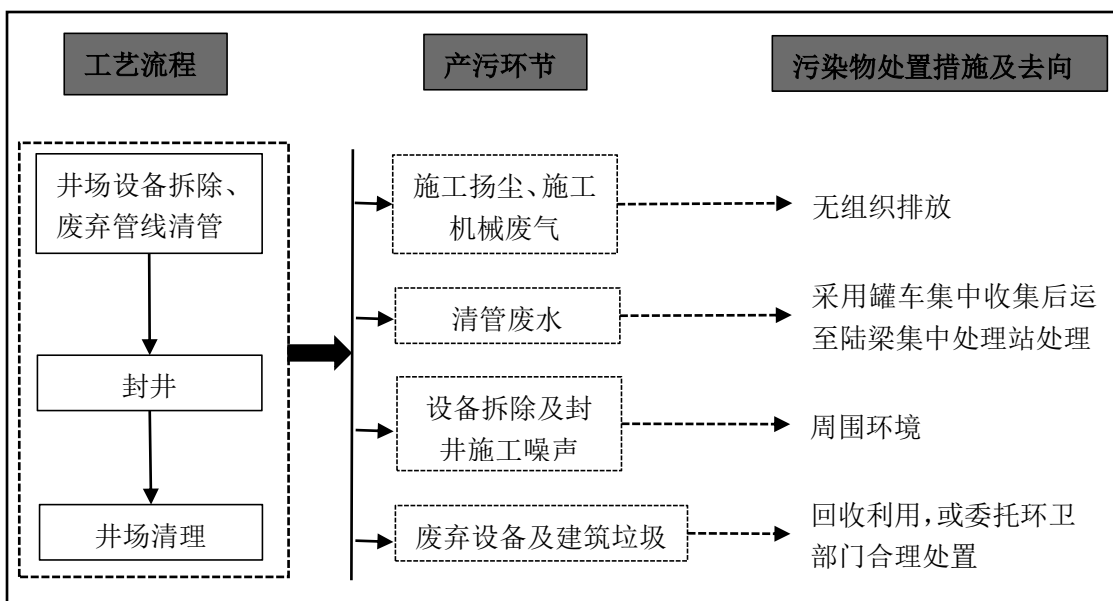 工艺流程
产污环节
污染物处置措施及去向
井场设备拆除、
废弃管线清管
封井
井场清理
施工扬尘、施工
机械废气
无组织排放
清管废水
采用罐车集中收集后运
至陆梁集中处理站处理
设备拆除及封
井施工噪声
周围环境
废弃设备及建筑垃圾
回收利用,或委托环卫
部门合理处置